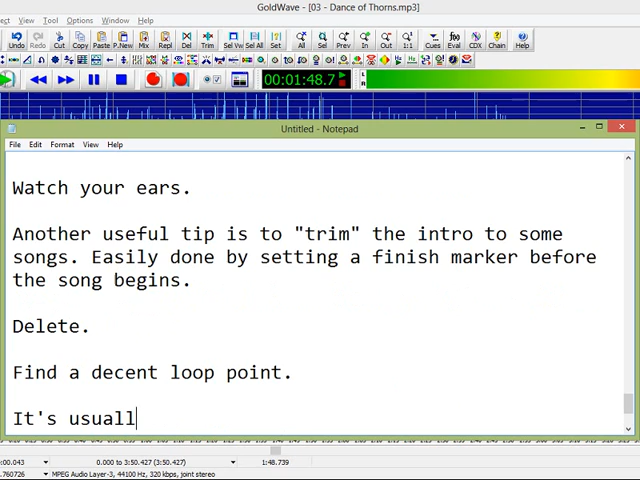 GoldWave - [03 - Dance of Thorns.mp3]
View Tool Options Window Help
Undo Redo Cut Copy Paste P.New Mix Repl Del Trim Sel Vw Sel All Set All Sel Prev In Out 1:1 Cues Eval CDX Chain Help
00:01:48.7
L
R
Untitled - Notepad
File Edit Format View Help
Watch your ears.
Another useful tip is to "trim" the intro to some
songs. Easily done by setting a finish marker before
the song begins.
Delete.
Find a decent loop point.
It's usuall
0.000 to 3:50.427 (3:50.427) 1:48.739
MPEG Audio Layer-3, 44100 Hz, 320 kbps, joint stereo